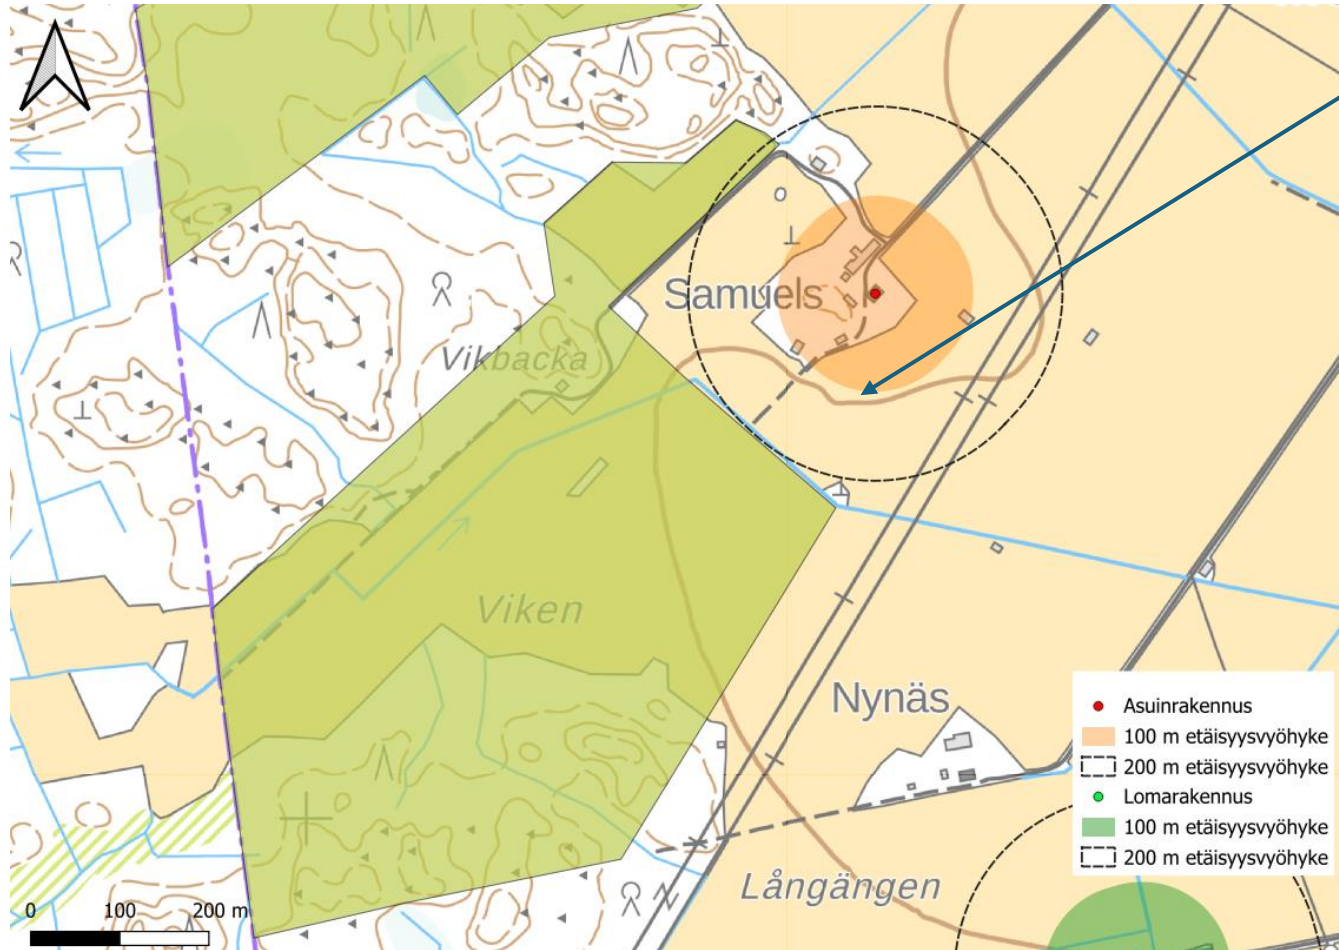 Samuels
Vikbacka
Viken
Nynäs
Långängen
Asuinrakennus
100 m etäisyysvyöhyke
200 m etäisyysvyöhyke
Lomarakennus
100 m etäisyysvyöhyke
200 m etäisyysvyöhyke
0 100 200 m